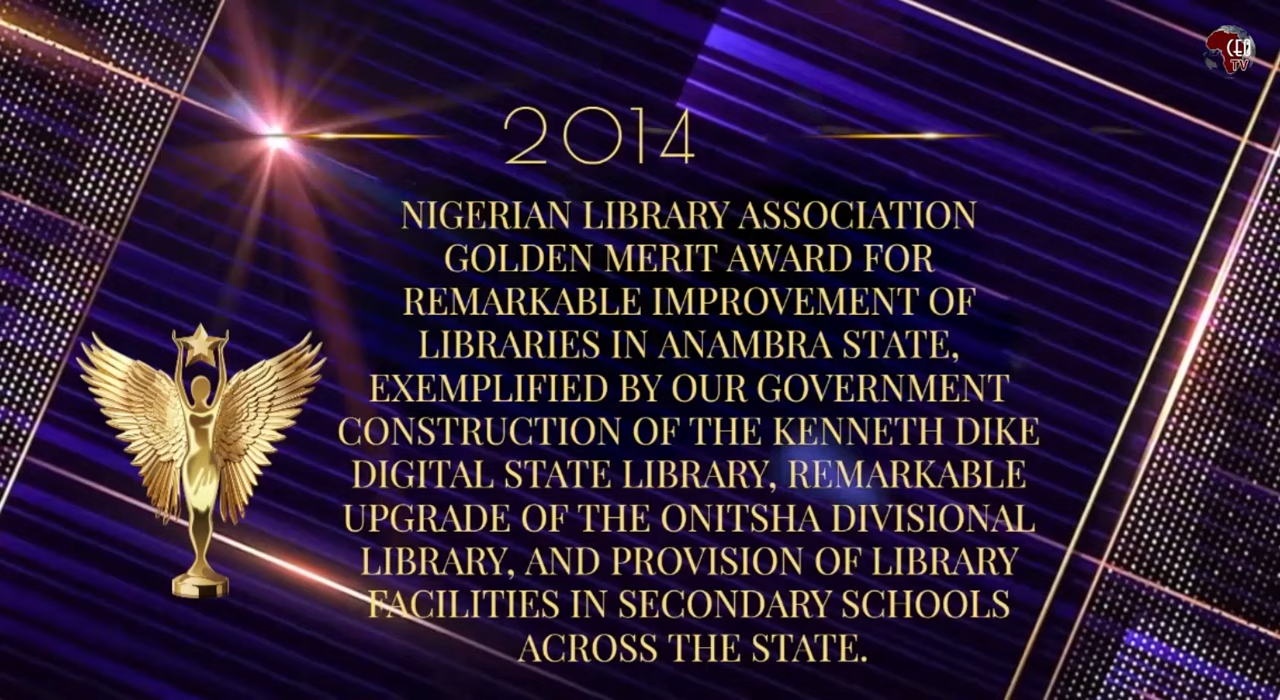 CEB
TV
2014
NIGERIAN LIBRARY ASSOCIATION
GOLDEN MERIT AWARD FOR
REMARKABLE IMPROVEMENT OF
LIBRARIES IN ANAMBRA STATE,
EXEMPLIFIED BY OUR GOVERNMENT
CONSTRUCTION OF THE KENNETH DIKE
DIGITAL STATE LIBRARY, REMARKABLE
UPGRADE OF THE ONITSHA DIVISIONAL
LIBRARY, AND PROVISION OF LIBRARY
FACILITIES IN SECONDARY SCHOOLS
ACROSS THE STATE.